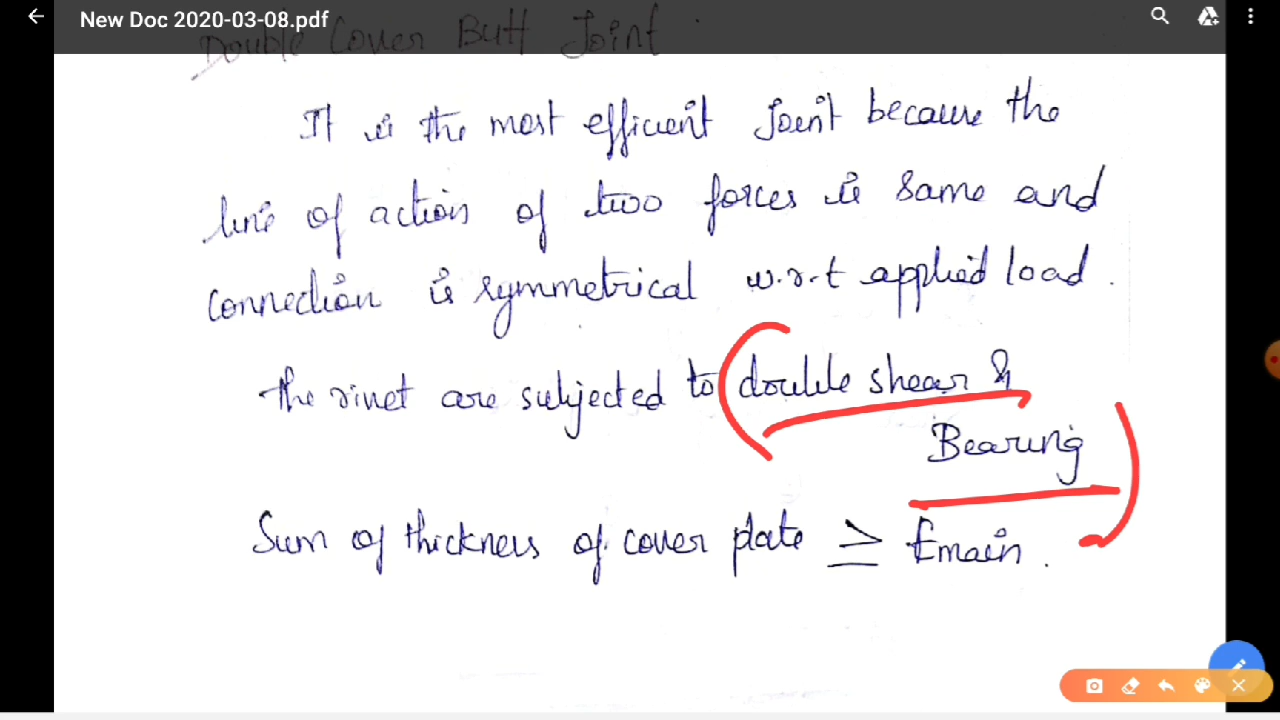 New Doc 2020-03-08.pdf
Double Cover Butt Joint
It is the most efficient Joint because the
line of action of two forces is same and
connection is symmetrical w.r.t applied load.
the rivet are subjected to double shear &
Bearing
Sum of thickness of cover plate ≥ tmain.